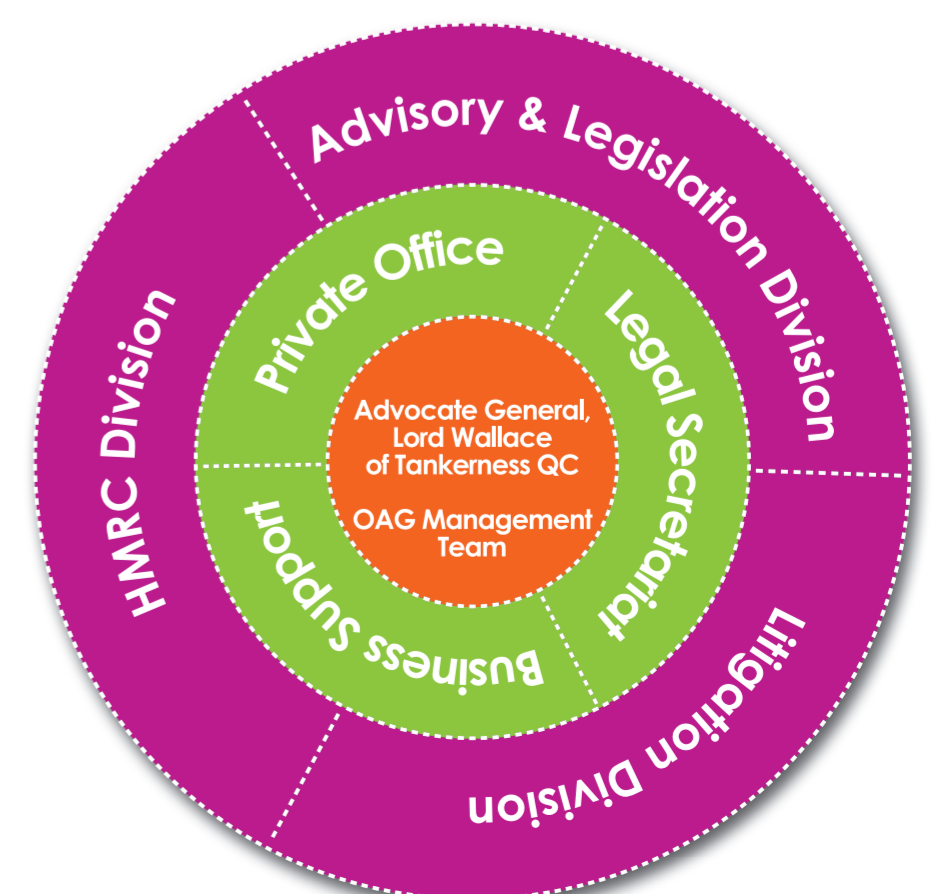 Advisory & Legislation Division
Private Office
Legal Secretariat
HMRC Division
Advocate General,
Lord Wallace
of Tankerness QC
OAG Management
Team
Business Support
Litigation Division